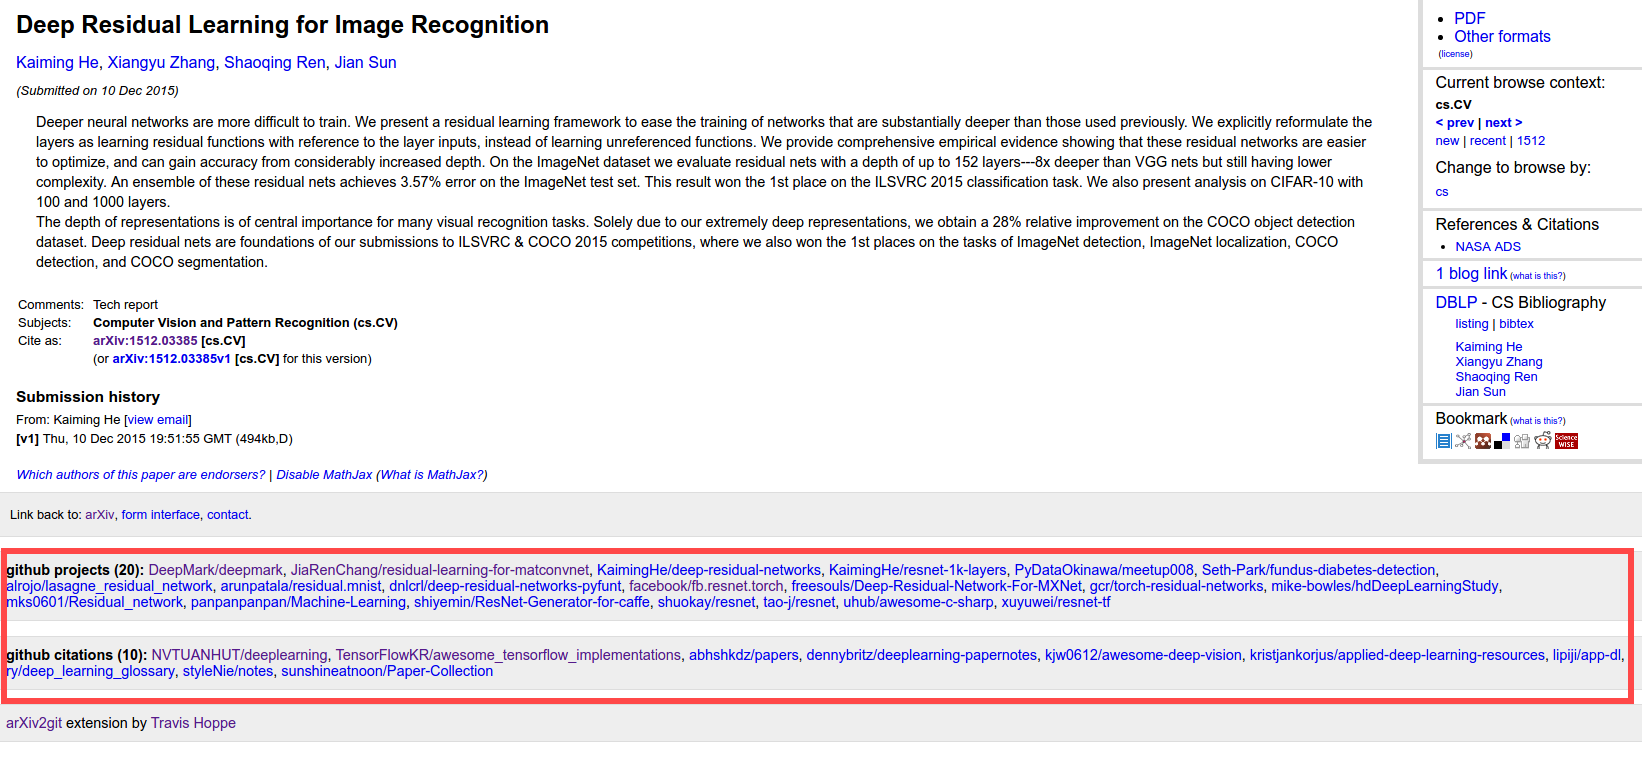 Deep Residual Learning for Image Recognition
Kaiming He, Xiangyu Zhang, Shaoqing Ren, Jian Sun
(Submitted on 10 Dec 2015)
Deeper neural networks are more difficult to train. We present a residual learning framework to ease the training of networks that are substantially deeper than those used previously. We explicitly reformulate the
layers as learning residual functions with reference to the layer inputs, instead of learning unreferenced functions. We provide comprehensive empirical evidence showing that these residual networks are easier
to optimize, and can gain accuracy from considerably increased depth. On the ImageNet dataset we evaluate residual nets with a depth of up to 152 layers---8x deeper than VGG nets but still having lower
complexity. An ensemble of these residual nets achieves 3.57% error on the ImageNet test set. This result won the 1st place on the ILSVRC 2015 classification task. We also present analysis on CIFAR-10 with
100 and 1000 layers.
The depth of representations is of central importance for many visual recognition tasks. Solely due to our extremely deep representations, we obtain a 28% relative improvement on the COCO object detection
dataset. Deep residual nets are foundations of our submissions to ILSVRC & COCO 2015 competitions, where we also won the 1st places on the tasks of ImageNet detection, ImageNet localization, COCO
detection, and COCO segmentation.
Comments: Tech report
Subjects: Computer Vision and Pattern Recognition (cs.CV)
Cite as: arXiv:1512.03385 [cs.CV]
(or arXiv:1512.03385v1 [cs.CV] for this version)
Submission history
From: Kaiming He [view email]
[v1] Thu, 10 Dec 2015 19:51:55 GMT (494kb,D)
Which authors of this paper are endorsers? | Disable MathJax (What is MathJax?)
PDF
Other formats
(license)
Current browse context:
cs.CV
< prev | next >
new | recent | 1512
Change to browse by:
cs
References & Citations
NASA ADS
1 blog link (what is this?)
DBLP - CS Bibliography
listing | bibtex
Kaiming He
Xiangyu Zhang
Shaoqing Ren
Jian Sun
Bookmark (what is this?)
Science
WISE
Link back to: arXiv, form interface, contact.
github projects (20): DeepMark/deepmark, JiaRenChang/residual-learning-for-matconvnet, KaimingHe/deep-residual-networks, KaimingHe/resnet-1k-layers, PyDataOkinawa/meetup008, Seth-Park/fundus-diabetes-detection,
alrojo/lasagne_residual_network, arunpatala/residual.mnist, dnlcrl/deep-residual-networks-pyfunt, facebook/fb.resnet.torch, freesouls/Deep-Residual-Network-For-MXNet, gcr/torch-residual-networks, mike-bowles/hdDeepLearningStudy,
mks0601/Residual_network, panpanpanpan/Machine-Learning, shiyemin/ResNet-Generator-for-caffe, shuokay/resnet, tao-j/resnet, uhub/awesome-c-sharp, xuyuwei/resnet-tf
github citations (10): NVTUANHUT/deeplearning, TensorFlowKR/awesome_tensorflow_implementations, abhshkdz/papers, dennybritz/deeplearning-papernotes, kjw0612/awesome-deep-vision, kristjankorjus/applied-deep-learning-resources, lipiji/app-dl,
ry/deep_learning_glossary, styleNie/notes, sunshineatnoon/Paper-Collection
arXiv2git extension by Travis Hoppe